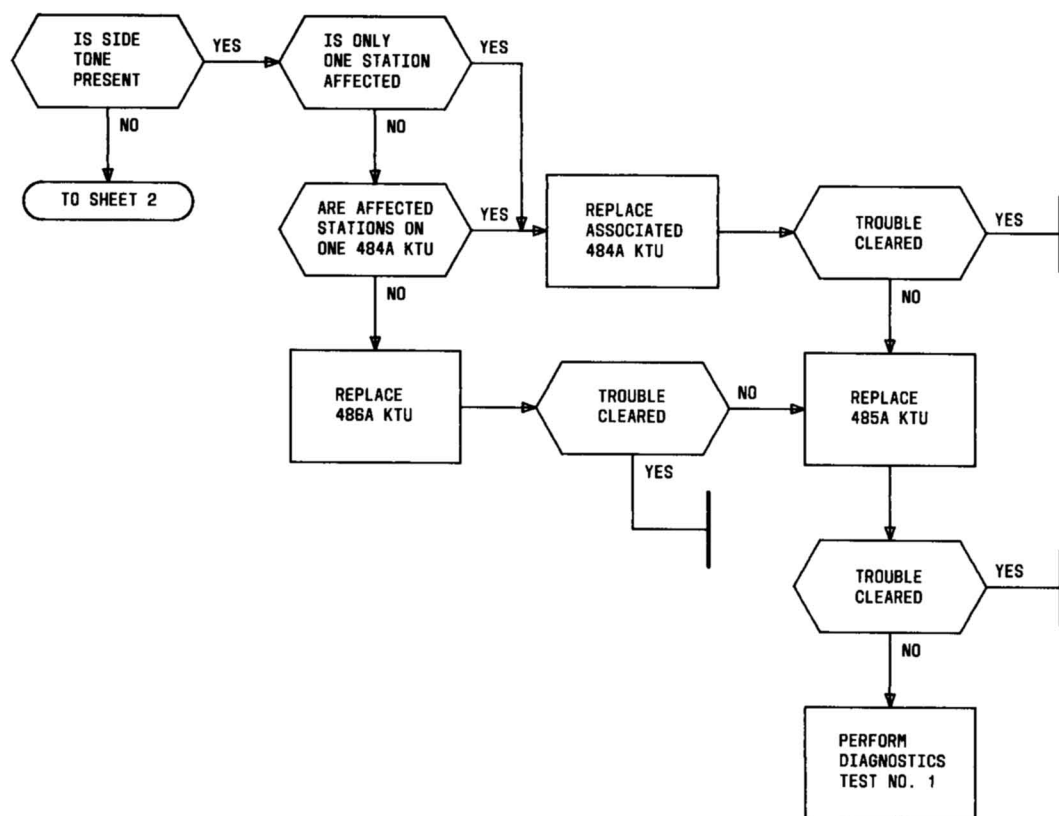 IS SIDE
TONE
PRESENT
YES
NO
TO SHEET 2
IS ONLY
ONE STATION
AFFECTED
YES
NO
ARE AFFECTED
STATIONS ON
ONE 484A KTU
YES
NO
REPLACE
ASSOCIATED
484A KTU
TROUBLE
CLEARED
YES
NO
REPLACE
486A KTU
TROUBLE
CLEARED
NO
YES
REPLACE
485A KTU
TROUBLE
CLEARED
YES
NO
PERFORM
DIAGNOSTICS
TEST NO. 1